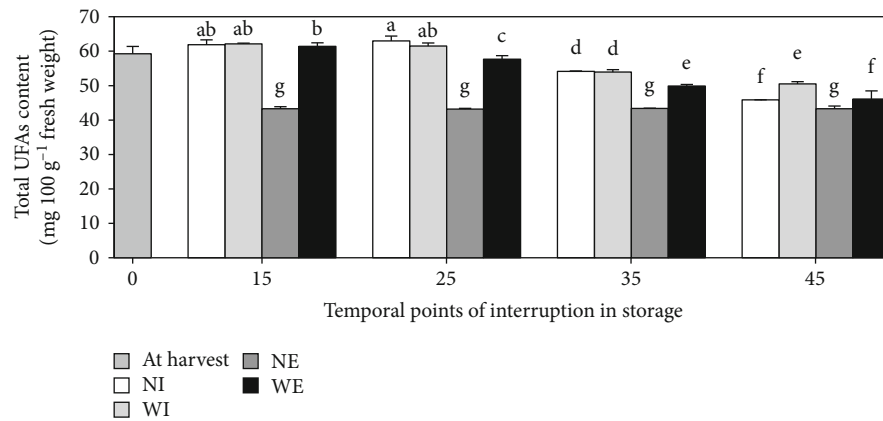 Total UFAs content
(mg 100 g⁻¹ fresh weight)
70
60
50
40
30
20
10
0
ab ab g b
a ab g c
d d g e
f e g f
0 15 25 35 45
Temporal points of interruption in storage
At harvest
NI
WI
NE
WE